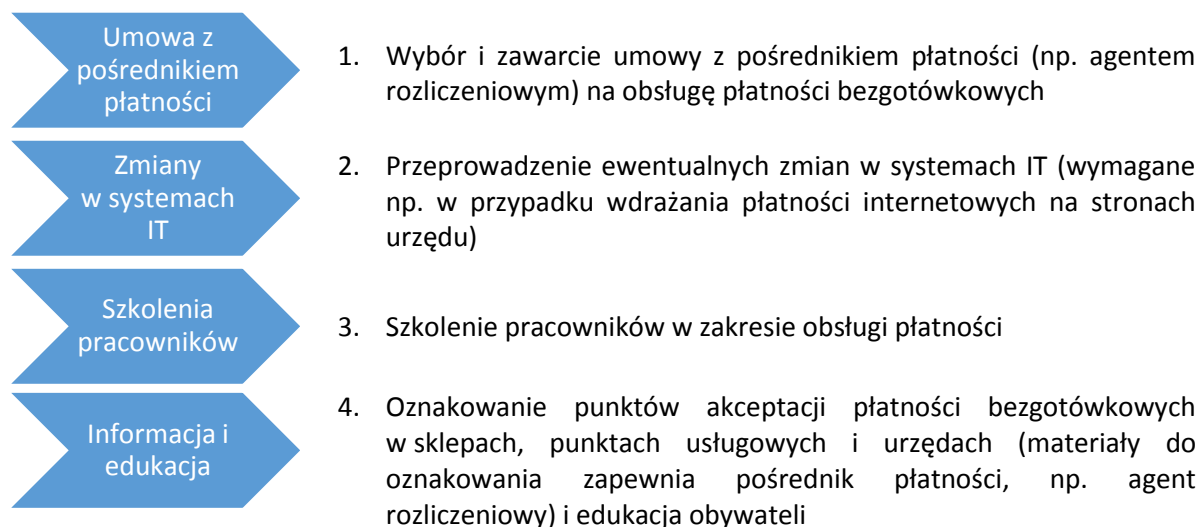 Umowa z
pośrednikiem
płatności
1. Wybór i zawarcie umowy z pośrednikiem płatności (np. agentem
rozliczeniowym) na obsługę płatności bezgotówkowych
Zmiany
w systemach
IT
2. Przeprowadzenie ewentualnych zmian w systemach IT (wymagane
np. w przypadku wdrażania płatności internetowych na stronach
urzędu)
Szkolenia
pracowników
3. Szkolenie pracowników w zakresie obsługi płatności
Informacja i
edukacja
4. Oznakowanie punktów akceptacji płatności bezgotówkowych
w sklepach, punktach usługowych i urzędach (materiały do
oznakowania zapewnia pośrednik płatności, np. agent
rozliczeniowy) i edukacja obywateli